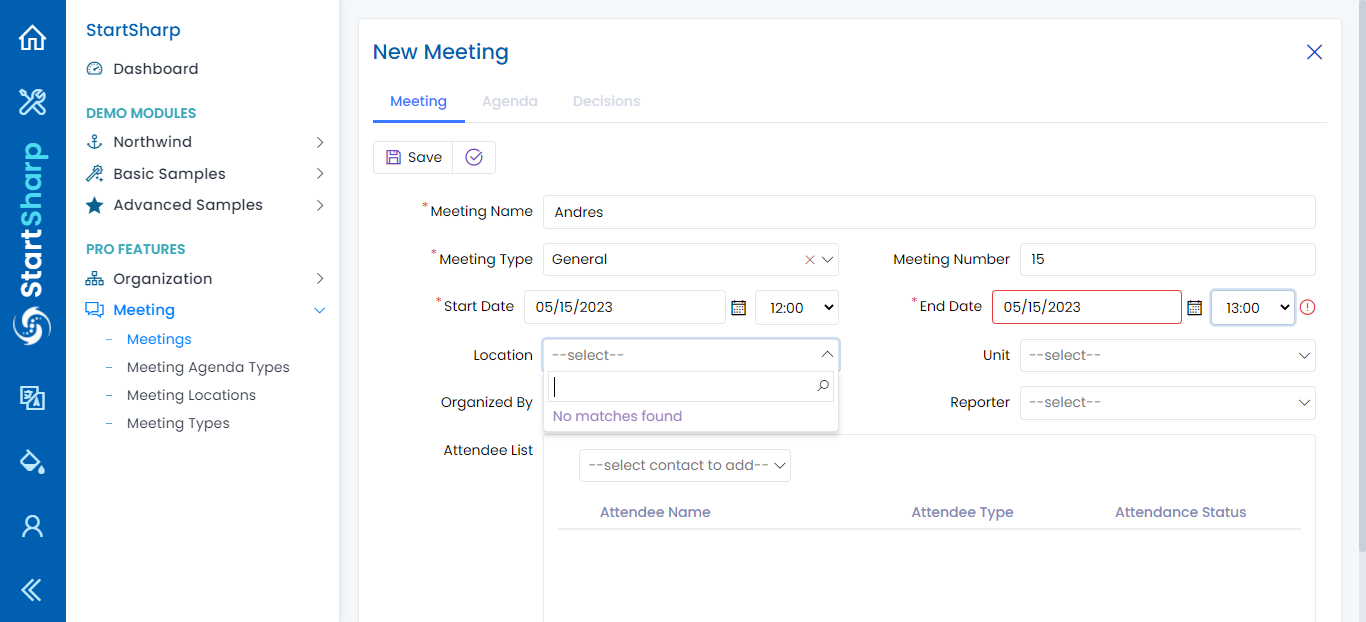 StartSharp
StartSharp
Dashboard
DEMO MODULES
Northwind
Basic Samples
Advanced Samples
PRO FEATURES
Organization
Meeting
Meetings
Meeting Agenda Types
Meeting Locations
Meeting Types
New Meeting
Meeting Agenda Decisions
Save
*Meeting Name Andres
*Meeting Type General Meeting Number 15
*Start Date 05/15/2023 12:00 *End Date 05/15/2023 13:00
Location --select-- Unit --select--
No matches found
Organized By Reporter --select--
Attendee List
--select contact to add--
Attendee Name Attendee Type Attendance Status